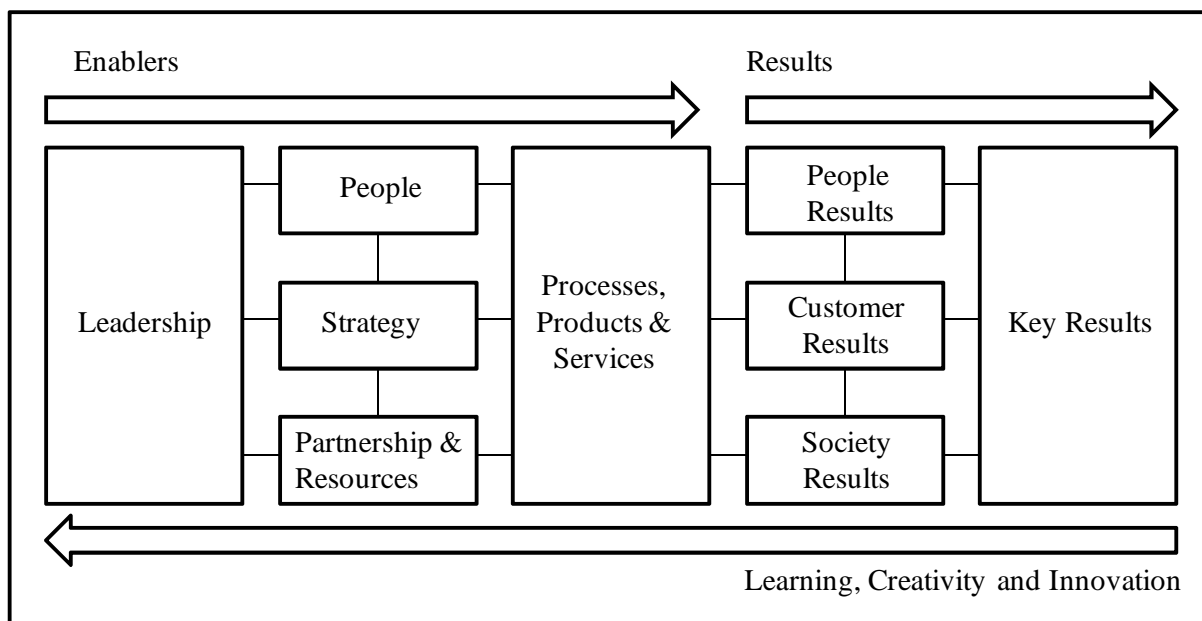 Enablers
Results
Leadership
People
Strategy
Partnership &
Resources
Processes,
Products &
Services
People
Results
Customer
Results
Society
Results
Key Results
Learning, Creativity and Innovation